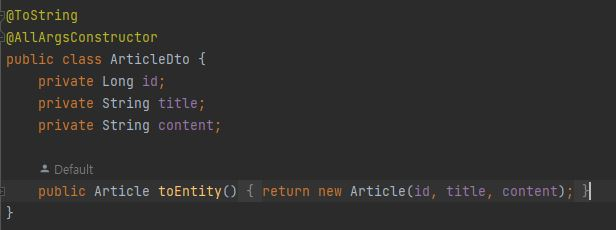 @ToString
@AllArgsConstructor
public class ArticleDto {
    private Long id;
    private String title;
    private String content;
    Default
    public Article toEntity() { return new Article(id, title, content); }
}